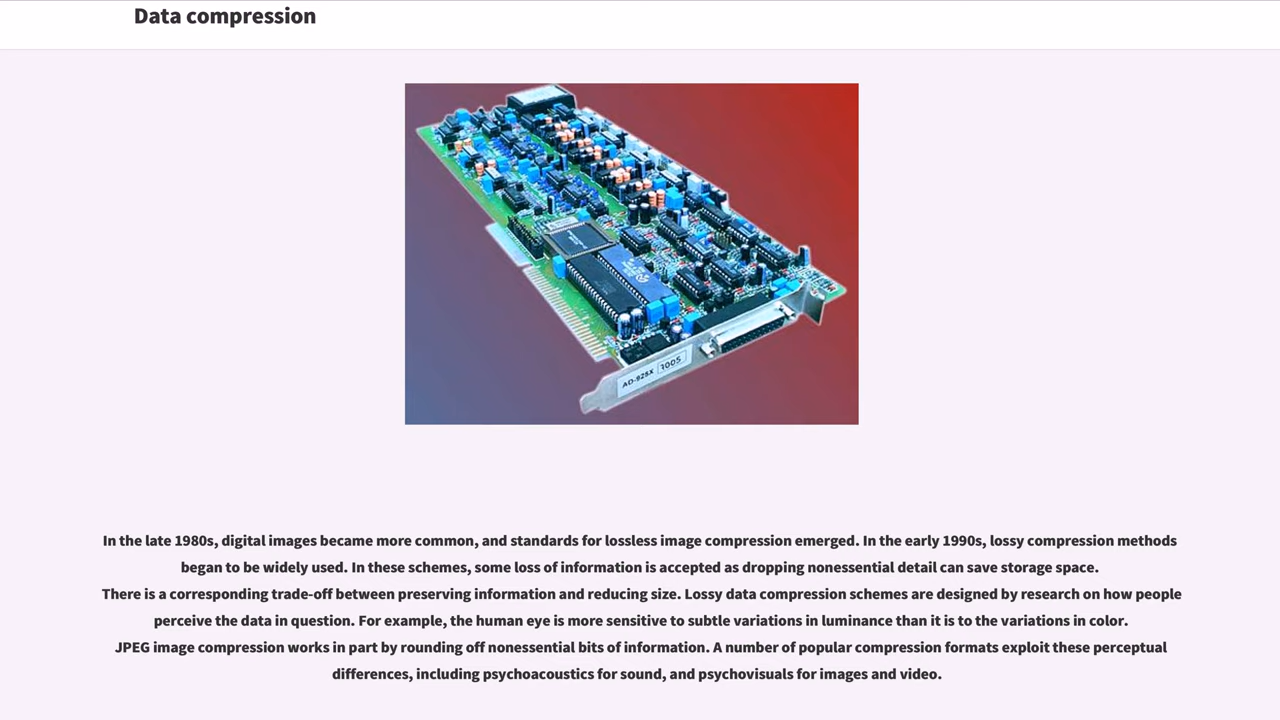 Data compression
AD-925X 1005
In the late 1980s, digital images became more common, and standards for lossless image compression emerged. In the early 1990s, lossy compression methods
began to be widely used. In these schemes, some loss of information is accepted as dropping nonessential detail can save storage space.
There is a corresponding trade-off between preserving information and reducing size. Lossy data compression schemes are designed by research on how people
perceive the data in question. For example, the human eye is more sensitive to subtle variations in luminance than it is to the variations in color.
JPEG image compression works in part by rounding off nonessential bits of information. A number of popular compression formats exploit these perceptual
differences, including psychoacoustics for sound, and psychovisuals for images and video.